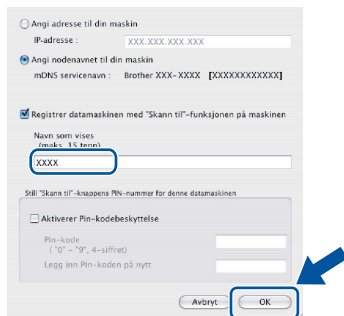 Angi adresse til din maskin
IP-adresse : XXX.XXX.XXX.XXX
Angi nodenavnet til din maskin
mDNS servicenavn : Brother XXX-XXXX [XXXXXXXXXXXX]
Registrer datamaskinen med "Skann til"-funksjonen på maskinen
Navn som vises
(maks. 15 tegn)
XXXX
Still "Skann til"-knappens PIN-nummer for denne datamaskinen
Aktiverer Pin-kodebeskyttelse
Pin-kode
( "0" – "9", 4-siffret)
Legg inn Pin-koden på nytt
Avbryt OK